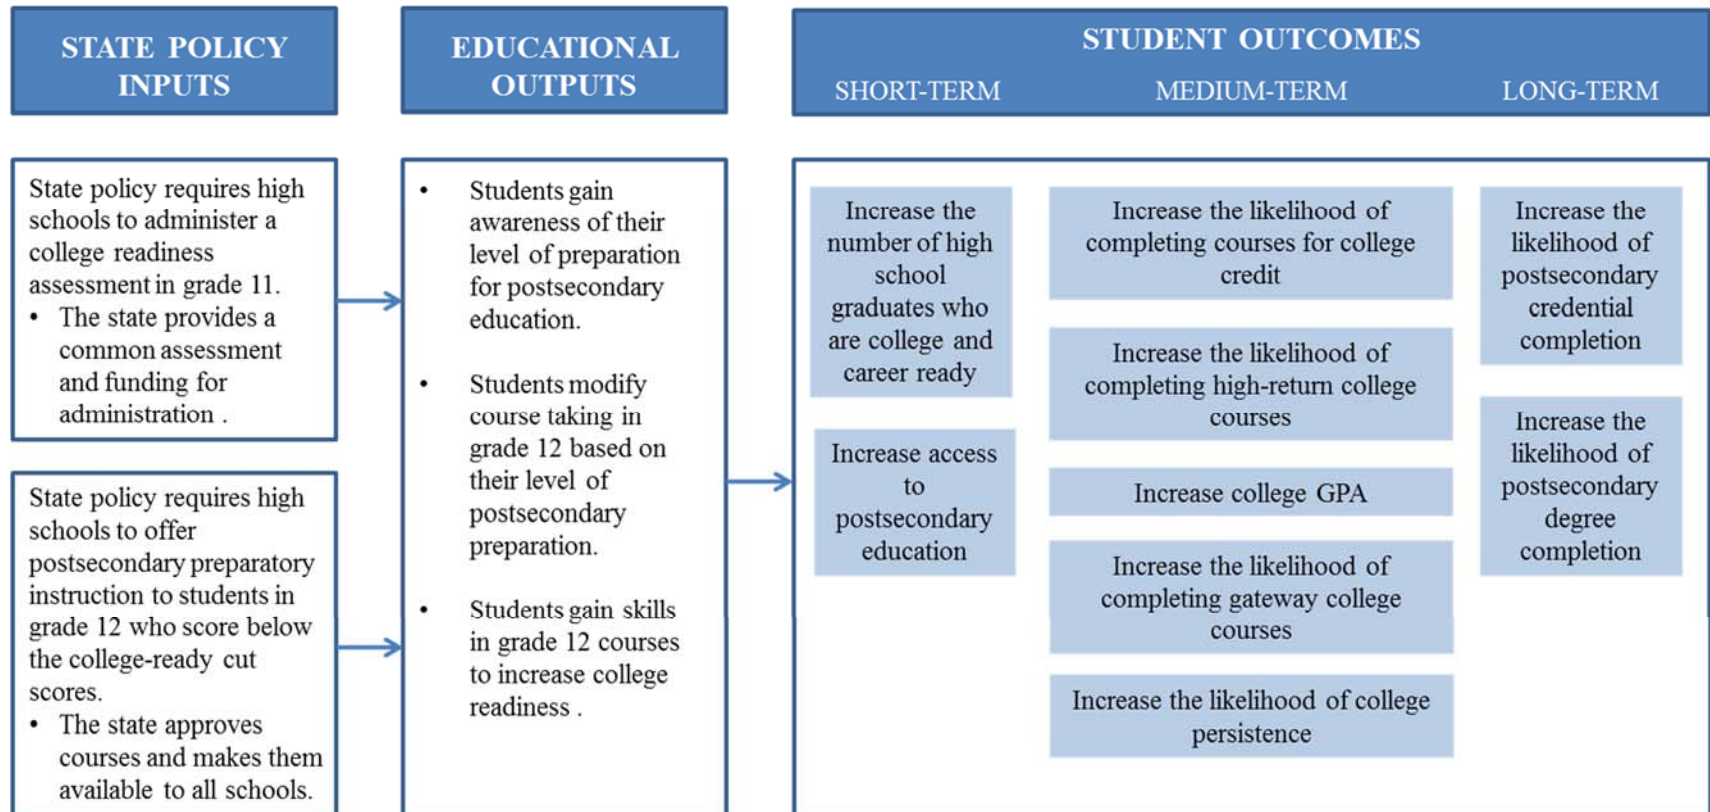 STATE POLICY
INPUTS
EDUCATIONAL
OUTPUTS
STUDENT OUTCOMES
SHORT-TERM
MEDIUM-TERM
LONG-TERM
State policy requires high
schools to administer a
college readiness
assessment in grade 11.
• The state provides a
common assessment
and funding for
administration .
State policy requires high
schools to offer
postsecondary preparatory
instruction to students in
grade 12 who score below
the college-ready cut
scores.
• The state approves
courses and makes them
available to all schools.
• Students gain
awareness of their
level of preparation
for postsecondary
education.
• Students modify
course taking in
grade 12 based on
their level of
postsecondary
preparation.
• Students gain skills
in grade 12 courses
to increase college
readiness .
Increase the
number of high
school
graduates who
are college and
career ready
Increase access
to
postsecondary
education
Increase the likelihood of
completing courses for college
credit
Increase the likelihood of
completing high-return college
courses
Increase college GPA
Increase the likelihood of
completing gateway college
courses
Increase the likelihood of college
persistence
Increase the
likelihood of
postsecondary
credential
completion
Increase the
likelihood of
postsecondary
degree
completion